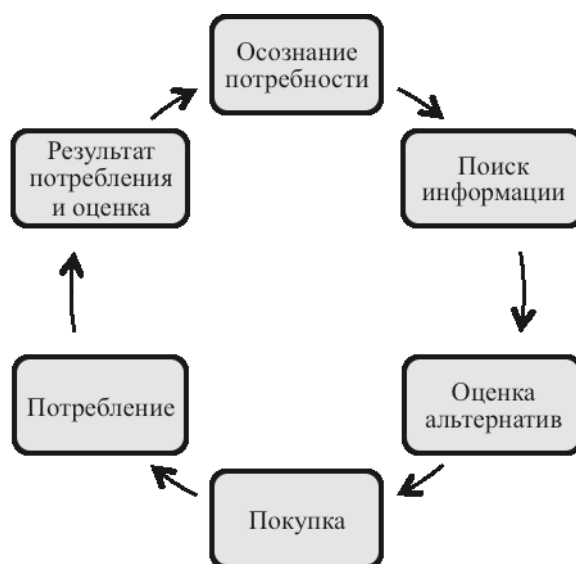 Осознание
потребности
Поиск
информации
Оценка
альтернатив
Покупка
Потребление
Результат
потребления
и оценка